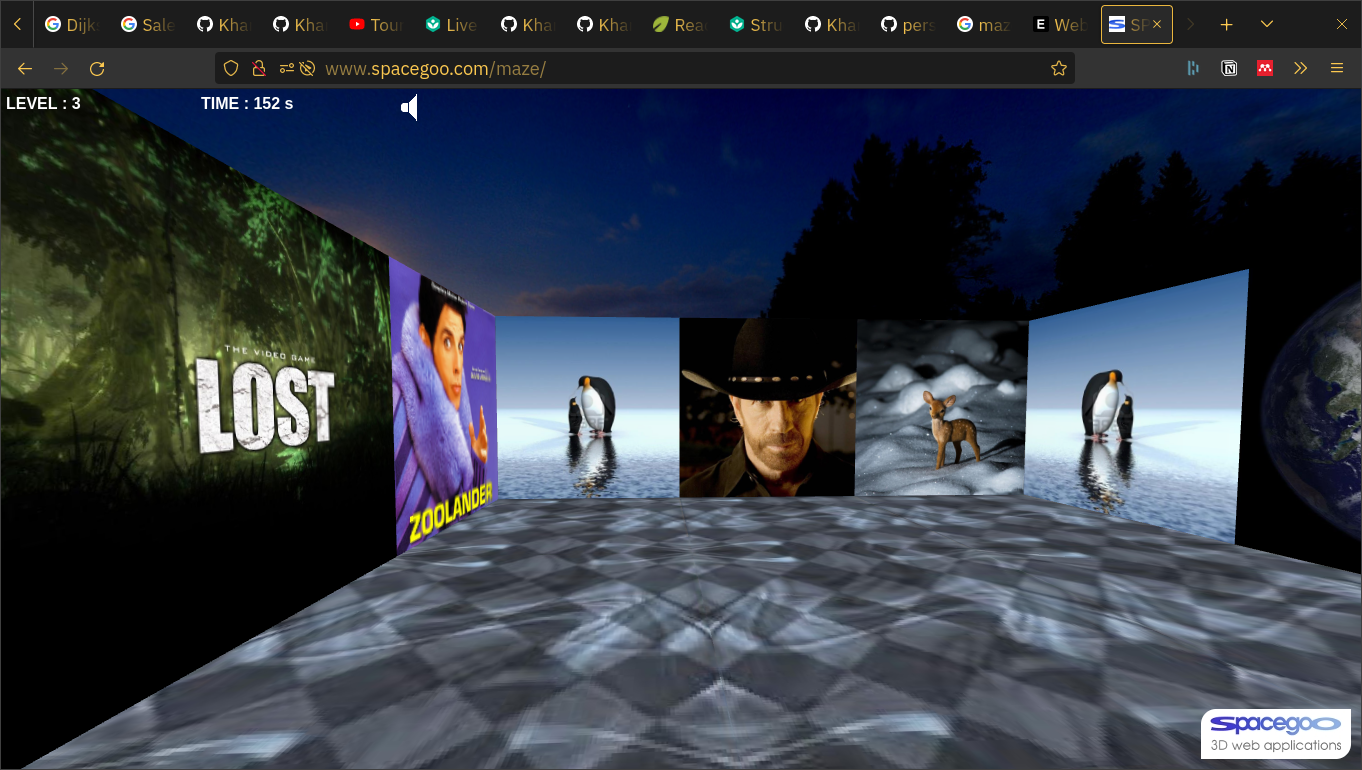 Dijk
Sale
Kha
Kha
Tour
Live
Kha
Kha
Rea
Stru
Kha
pers
maz
Web
SP
www.spacegoo.com/maze/
LEVEL : 3
TIME : 152 s
THE VIDEO GAME
LOST
ZOOLANDER
Spacegoo
3D web applications